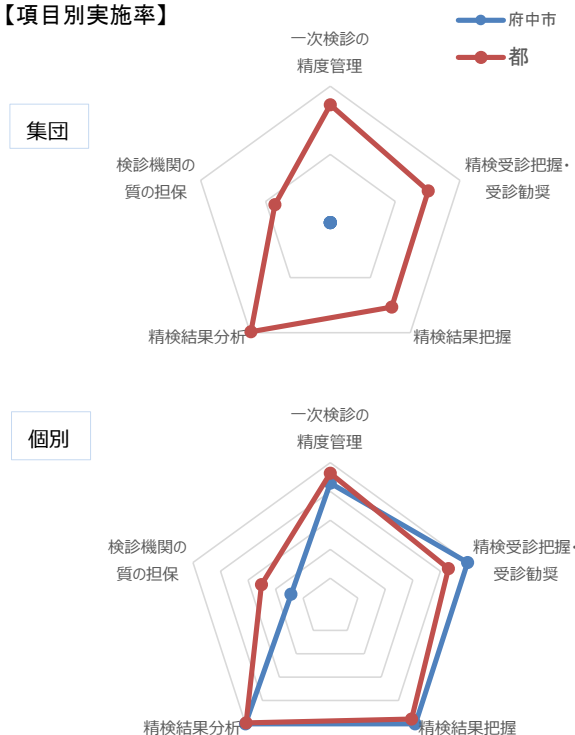 【項目別実施率】
府中市
都
集団
一次検診の
精度管理
精検受診把握・
受診勧奨
精検結果把握
精検結果分析
検診機関の
質の担保
個別
一次検診の
精度管理
精検受診把握・
受診勧奨
精検結果把握
精検結果分析
検診機関の
質の担保